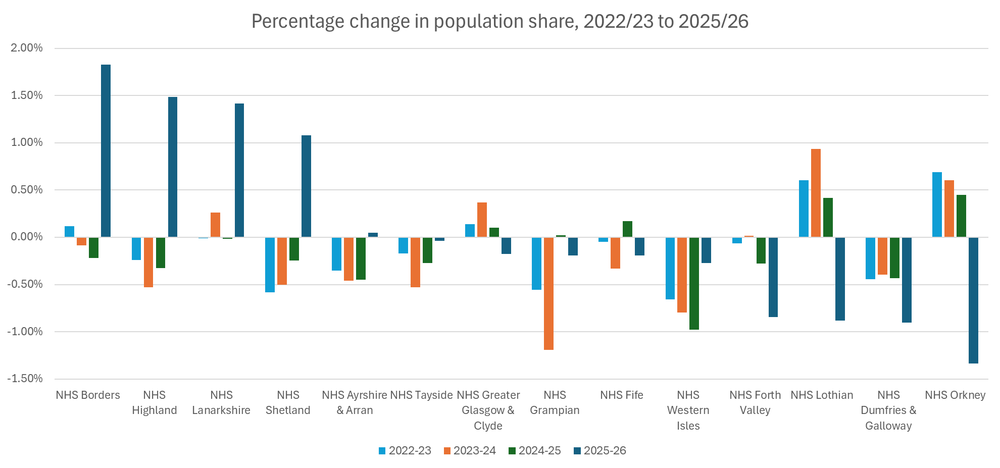 Percentage change in population share, 2022/23 to 2025/26
2.00%
1.50%
1.00%
0.50%
0.00%
-0.50%
-1.00%
-1.50%
NHS Borders
NHS
Highland
NHS
Lanarkshire
NHS
Shetland
NHS Ayrshire
& Arran
NHS Tayside
NHS Greater
Glasgow &
Clyde
NHS
Grampian
NHS Fife
NHS
Western
Isles
NHS Forth
Valley
NHS Lothian
NHS
Dumfries &
Galloway
NHS Orkney
2022-23
2023-24
2024-25
2025-26